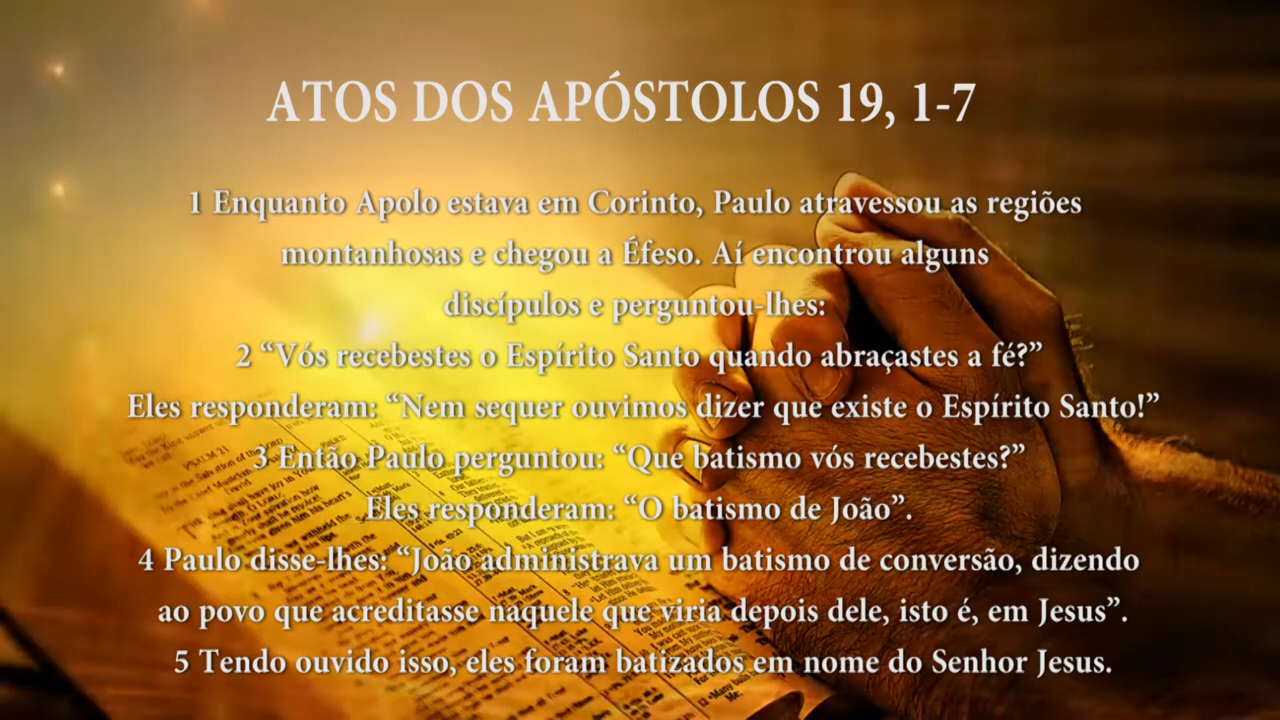 ATOS DOS APÓSTOLOS 19, 1-7
1 Enquanto Apolo estava em Corinto, Paulo atravessou as regiões
montanhosas e chegou a Éfeso. Aí encontrou alguns
discípulos e perguntou-lhes:
2 “Vós recebestes o Espírito Santo quando abraçastes a fé?”
Eles responderam: “Nem sequer ouvimos dizer que existe o Espírito Santo!”
3 Então Paulo perguntou: “Que batismo vós recebestes?”
Eles responderam: “O batismo de João”.
4 Paulo disse-lhes: “João administrava um batismo de conversão, dizendo
ao povo que acreditasse naquele que viria depois dele, isto é, em Jesus”.
5 Tendo ouvido isso, eles foram batizados em nome do Senhor Jesus.